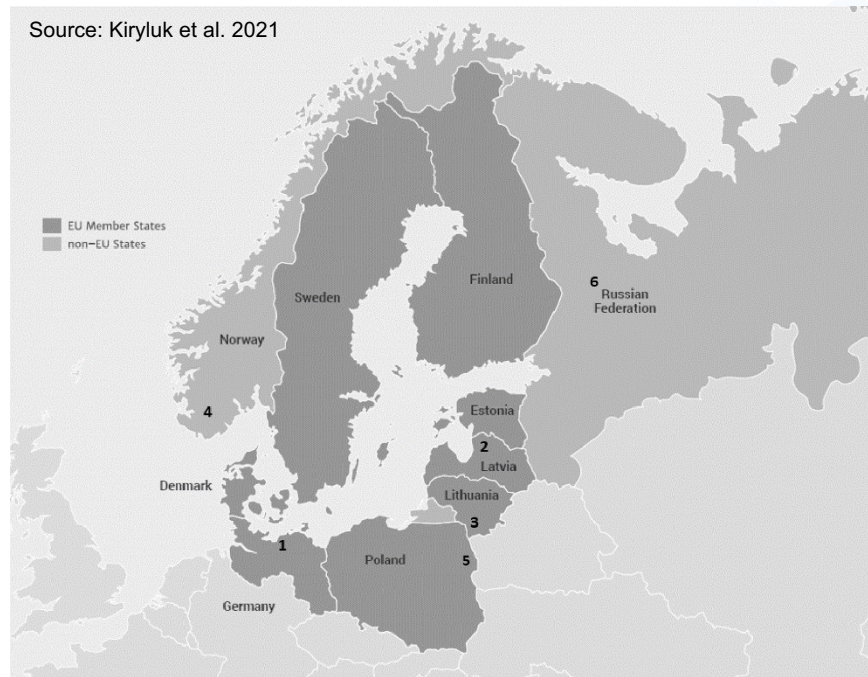 Source: Kiryluk et al. 2021
EU Member States
non-EU States
Sweden
Finland
6
Russian
Federation
Norway
4
Estonia
2
Latvia
Denmark
Lithuania
3
1
Poland
5
Germany